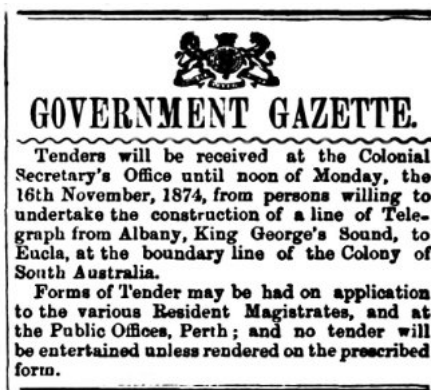 GOVERNMENT GAZETTE.
Tenders will be received at the Colonial
Secretary's Office until noon of Monday, the
16th November, 1874, from persons willing to
undertake the construction of a line of Tele-
graph from Albany, King George's Sound, to
Eucla, at the boundary line of the Colony of
South Australia.
Forms of Tender may be had on application
to the various Resident Magistrates, and at
the Public Offices, Perth; and no tender will
be entertained unless rendered on the prescribed
form.